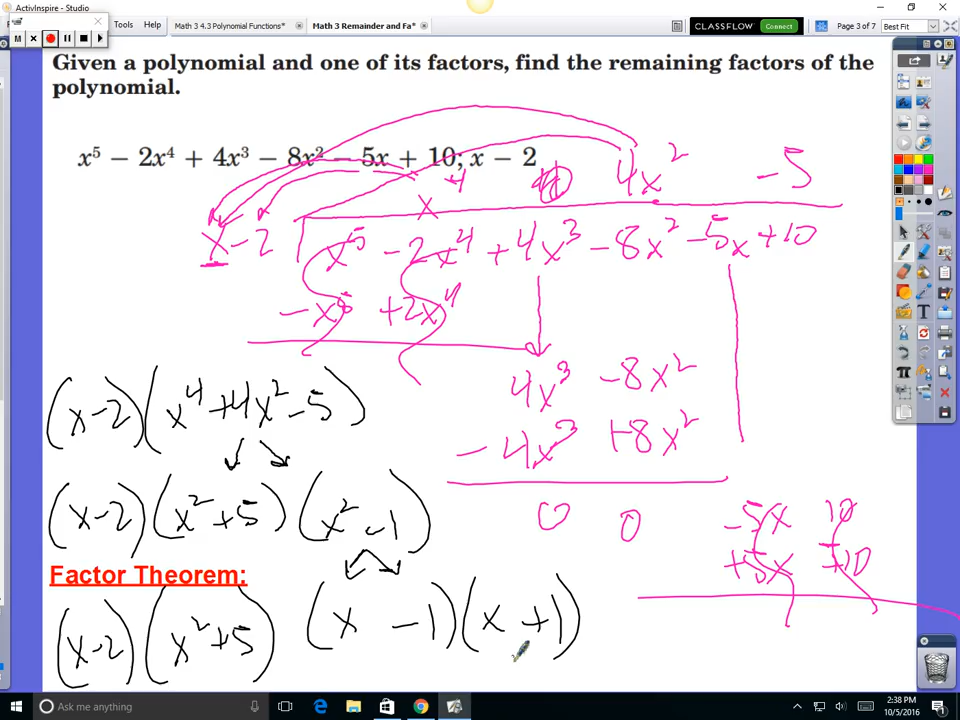 ActivInspire - Studio
Tools Help
Math 3 4.3 Polynomial Functions*
Math 3 Remainder and Fa*
CLASSFLOW Connect
Page 3 of 7
Best Fit
Given a polynomial and one of its factors, find the remaining factors of the
polynomial.
x⁵ − 2x⁴ + 4x³ − 8x² − 5x + 10; x − 2
x⁴ 4x² −5
x−2 x⁵ −2x⁴ +4x³ −8x² −5x +10
−x⁵ +2x⁴
4x³ −8x²
−4x³ +8x²
0 0
−5x 10
+5x −10
(x−2)(x⁴+4x²−5)
(x−2)(x²+5)(x²−1)
Factor Theorem:
(x−2)(x²+5)(x −1)(x +1)
Ask me anything
2:38 PM
10/5/2016